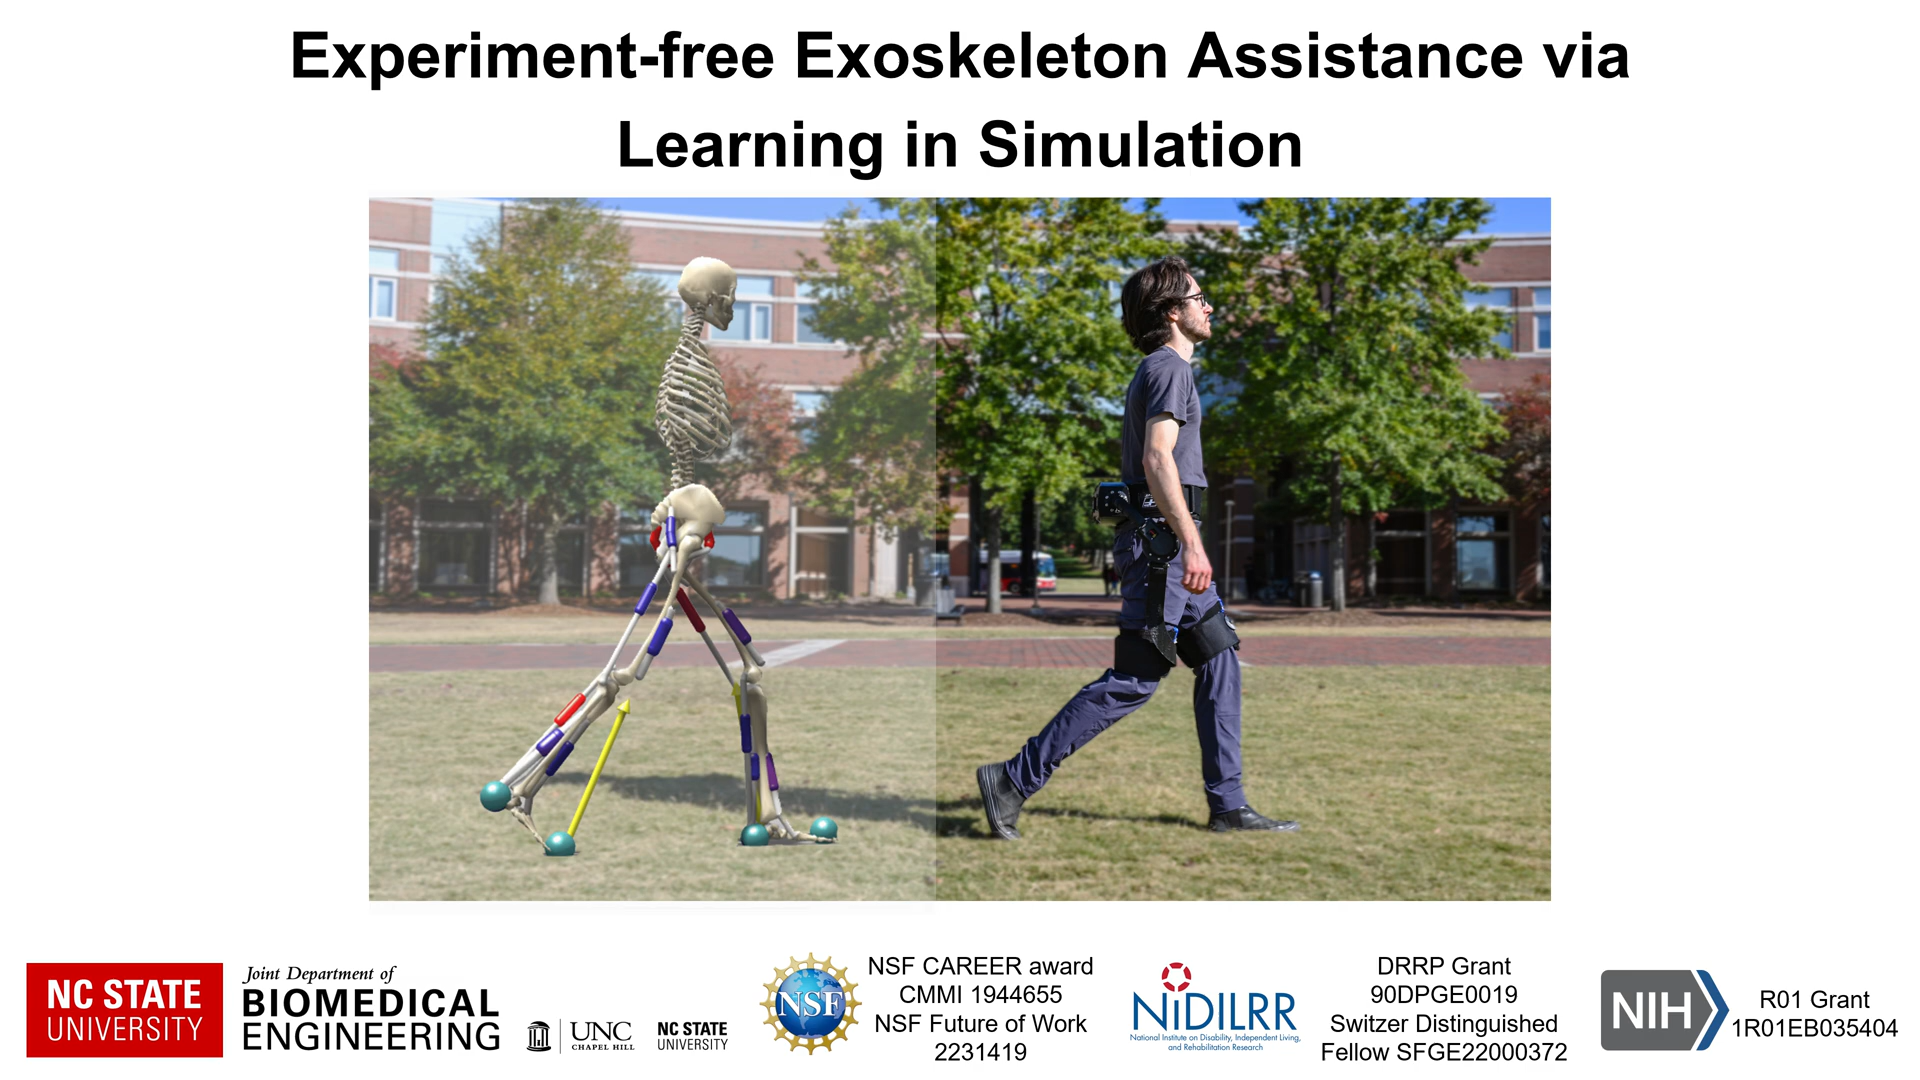 Experiment-free Exoskeleton Assistance via
Learning in Simulation
NC STATE
UNIVERSITY
Joint Department of
BIOMEDICAL
ENGINEERING
UNC
CHAPEL HILL
NC STATE
UNIVERSITY
NSF
NSF CAREER award
CMMI 1944655
NSF Future of Work
2231419
NiDILRR
National Institute on Disability, Independent Living,
and Rehabilitation Research
DRRP Grant
90DPGE0019
Switzer Distinguished
Fellow SFGE22000372
NIH
R01 Grant
1R01EB035404